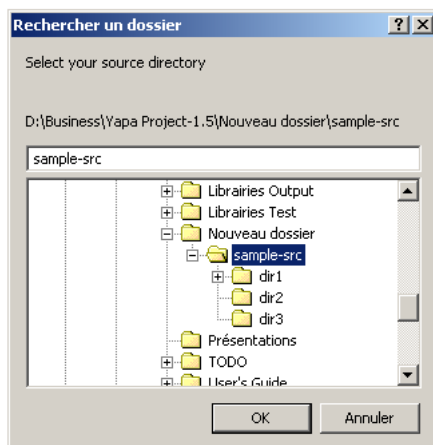 Rechercher un dossier
Select your source directory
D:\Business\Yapa Project-1.5\Nouveau dossier\sample-src
sample-src
Librairies Output
Librairies Test
Nouveau dossier
sample-src
dir1
dir2
dir3
Présentations
TODO
User's Guide
OK Annuler